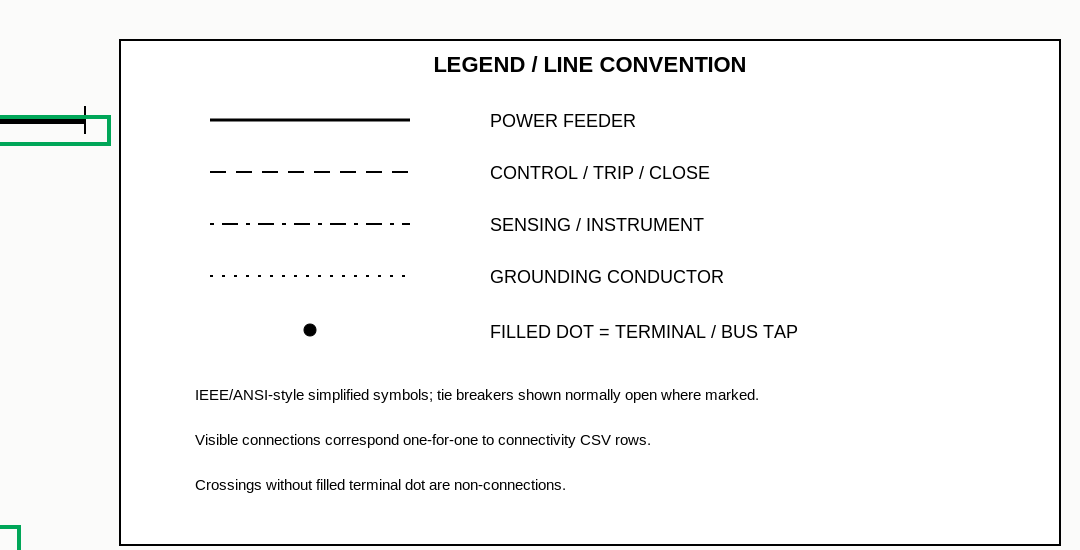 LEGEND / LINE CONVENTION
POWER FEEDER
CONTROL / TRIP / CLOSE
SENSING / INSTRUMENT
GROUNDING CONDUCTOR
FILLED DOT = TERMINAL / BUS TAP
IEEE/ANSI-style simplified symbols; tie breakers shown normally open where marked.
Visible connections correspond one-for-one to connectivity CSV rows.
Crossings without filled terminal dot are non-connections.